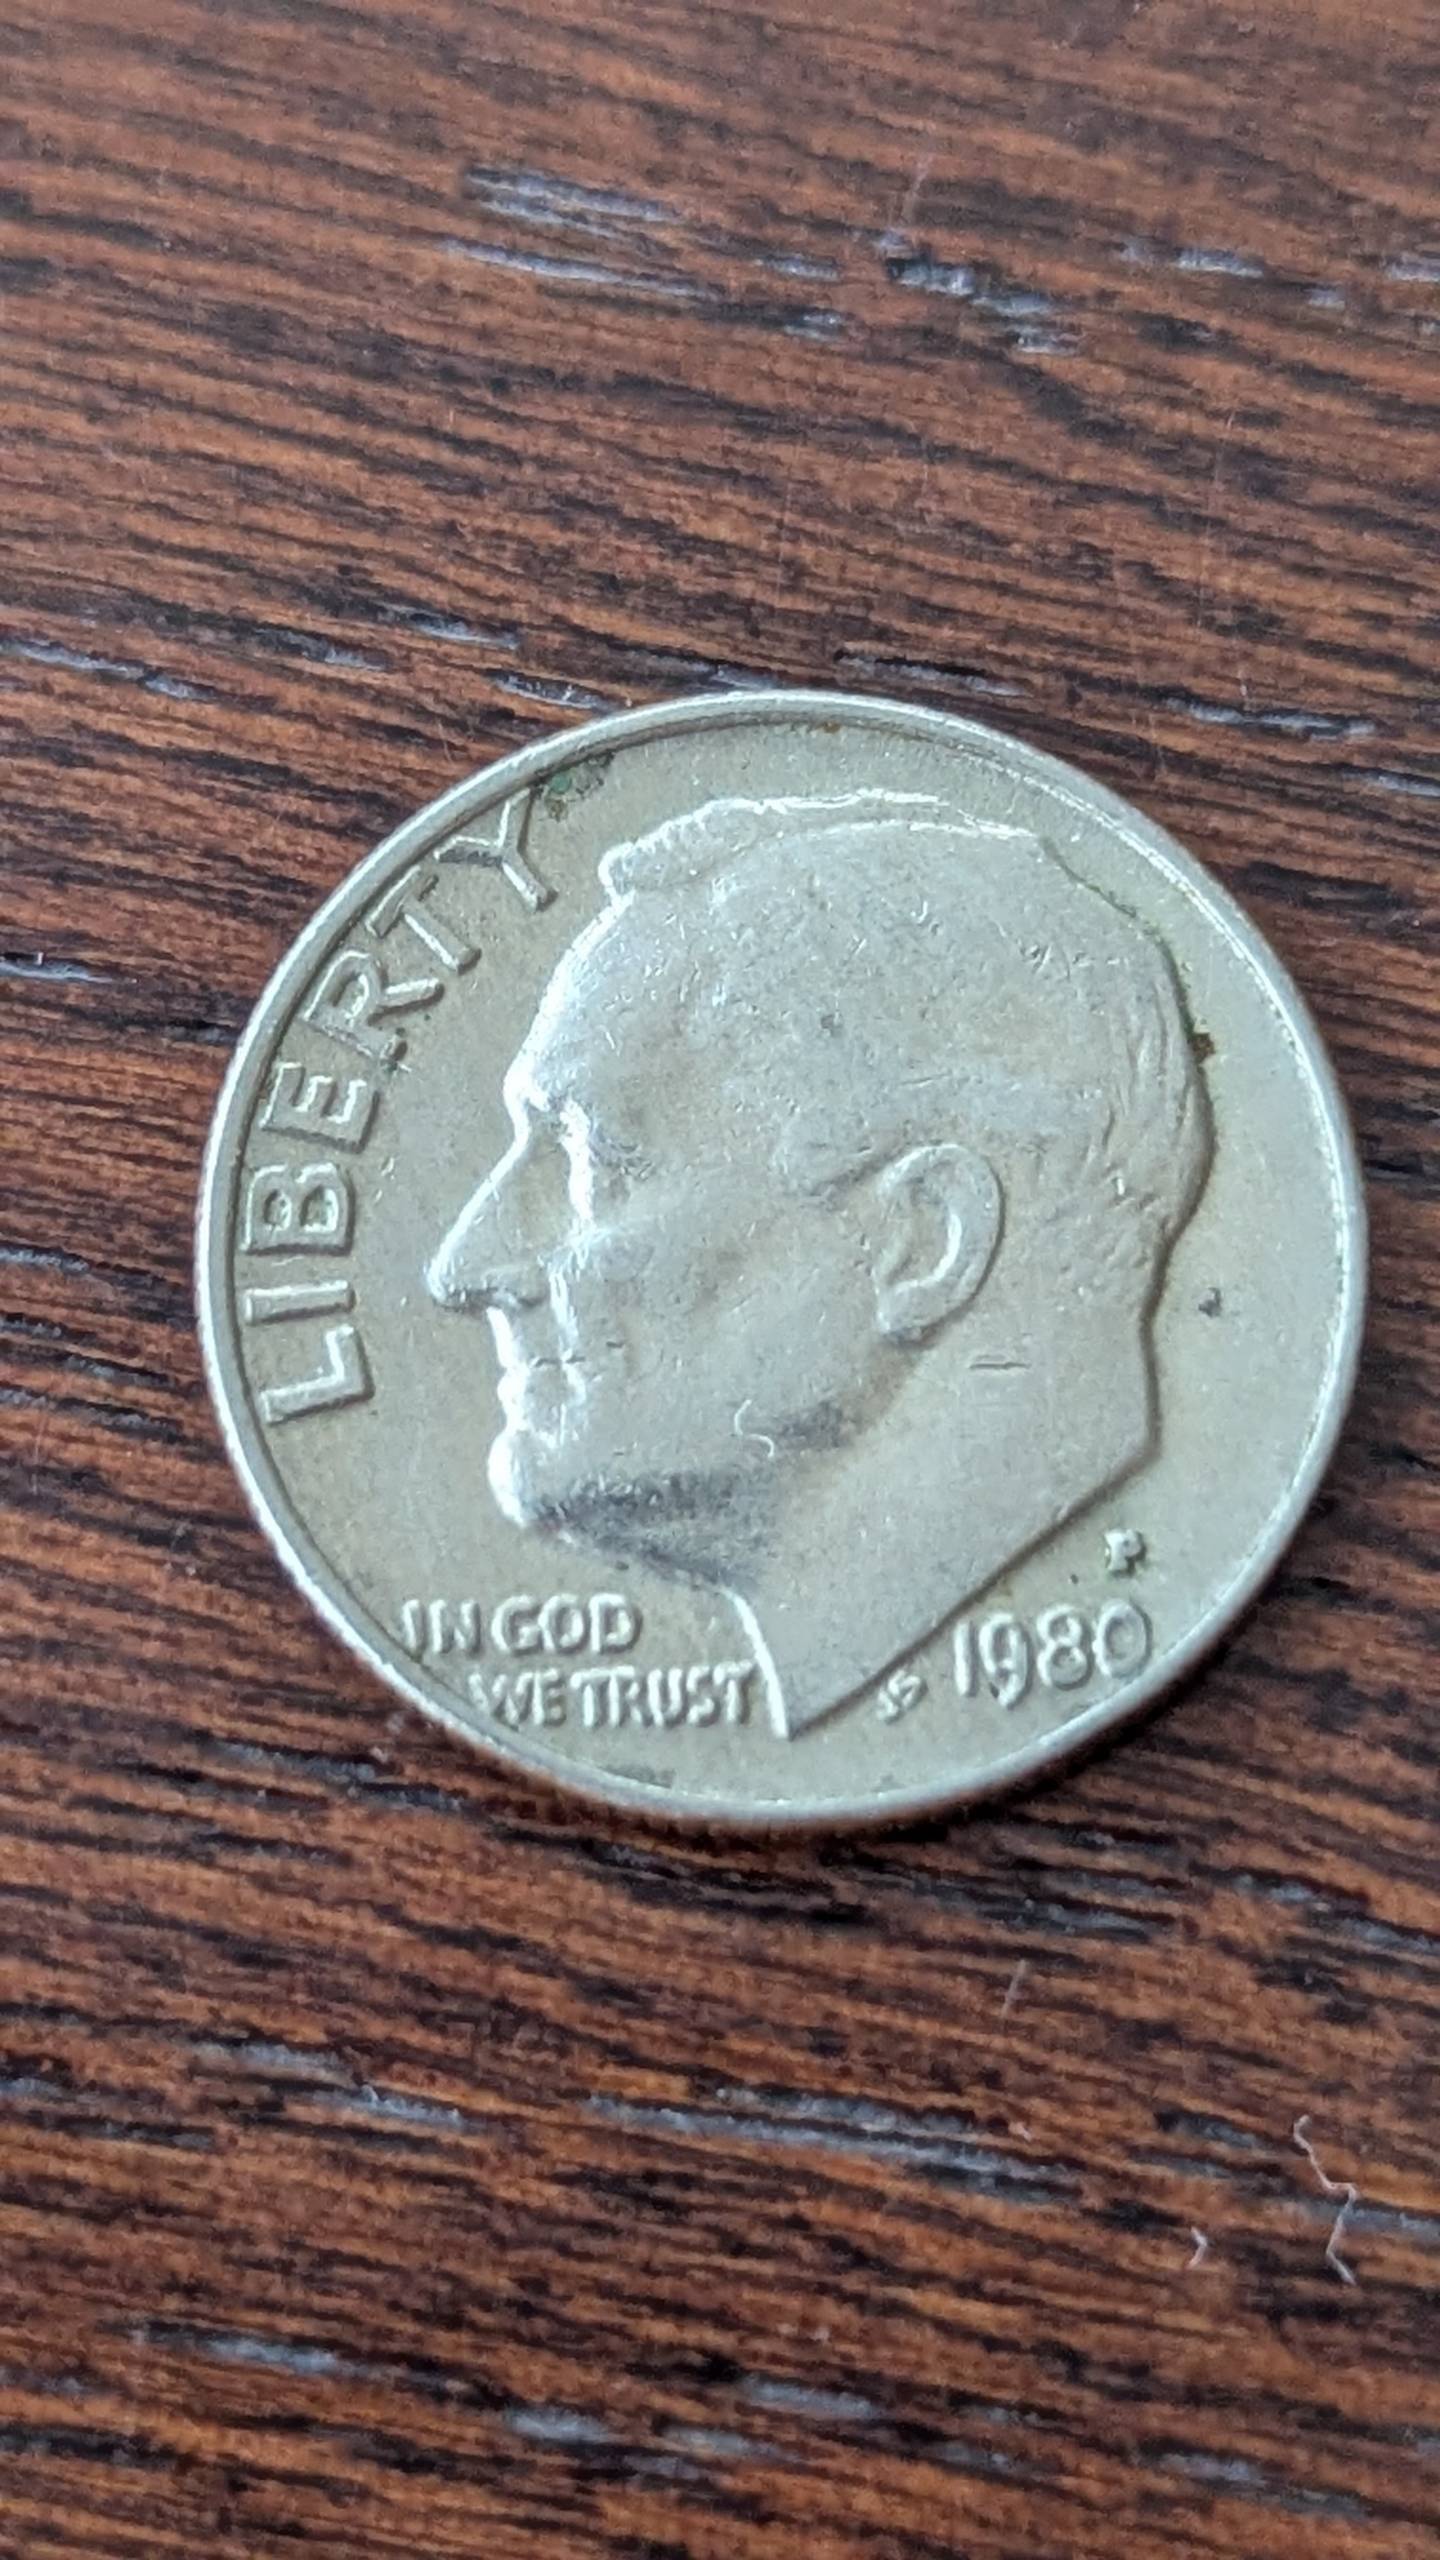 LIBERTY
IN GOD
WE TRUST
JS
P
1980